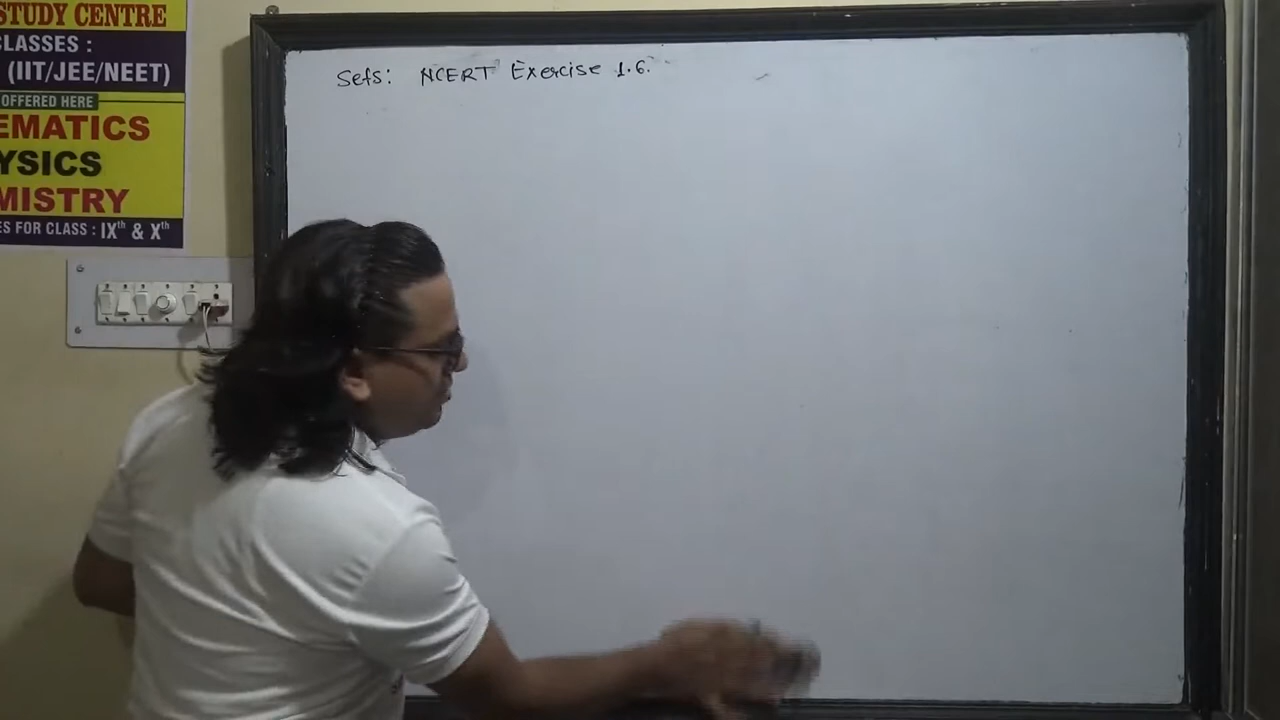 STUDY CENTRE
CLASSES :
(IIT/JEE/NEET)
OFFERED HERE
EMATICS
YSICS
MISTRY
ES FOR CLASS : IXth & Xth
Sets: NCERT Exercise 1.6.